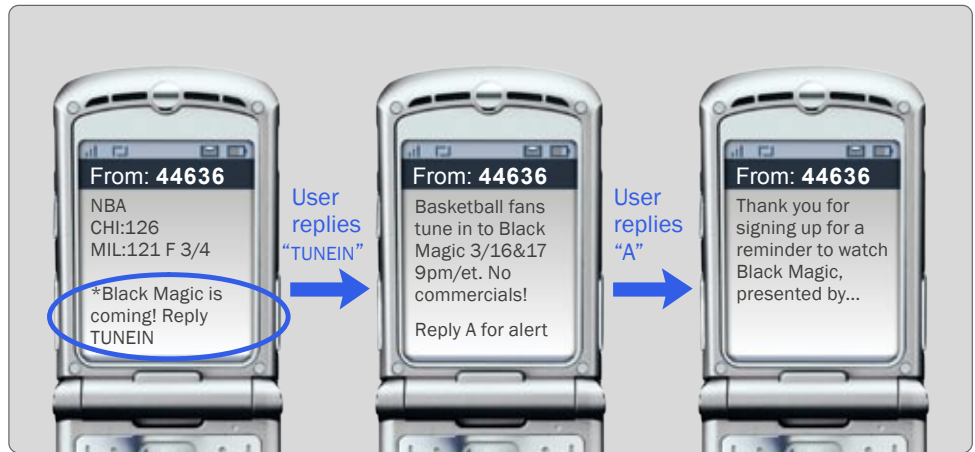 From: 44636
NBA
CHI:126
MIL:121 F 3/4
*Black Magic is
coming! Reply
TUNEIN
User
replies
“TUNEIN”
From: 44636
Basketball fans
tune in to Black
Magic 3/16&17
9pm/et. No
commercials!
Reply A for alert
User
replies
“A”
From: 44636
Thank you for
signing up for a
reminder to watch
Black Magic,
presented by...